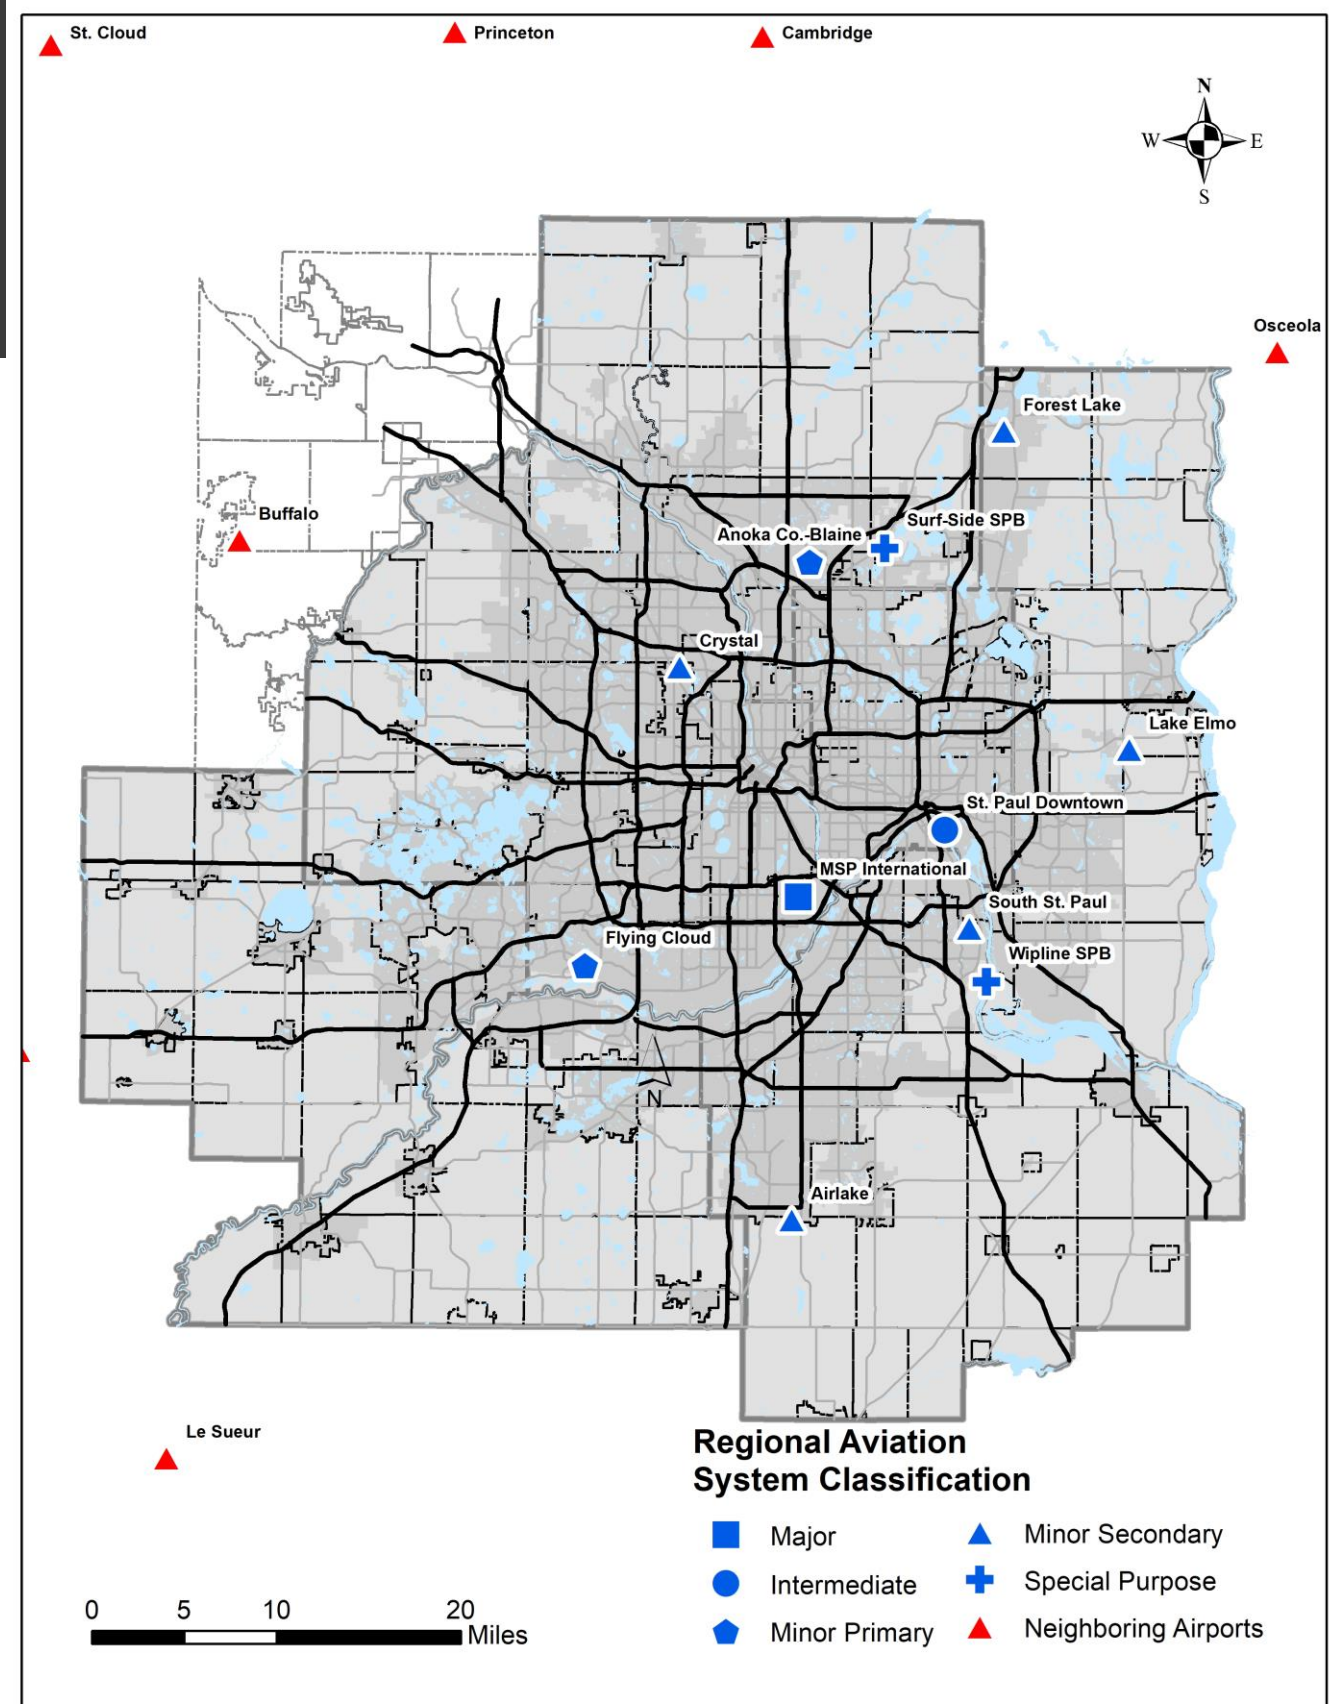 St. Cloud
Princeton
Cambridge
N
W
E
S
Osceola
Forest Lake
Buffalo
Surf-Side SPB
Anoka Co.-Blaine
Crystal
Lake Elmo
St. Paul Downtown
MSP International
South St. Paul
Flying Cloud
Wipline SPB
N
Airlake
Le Sueur
Regional Aviation
System Classification
Major
Minor Secondary
Intermediate
Special Purpose
Minor Primary
Neighboring Airports
0 5 10 20
Miles